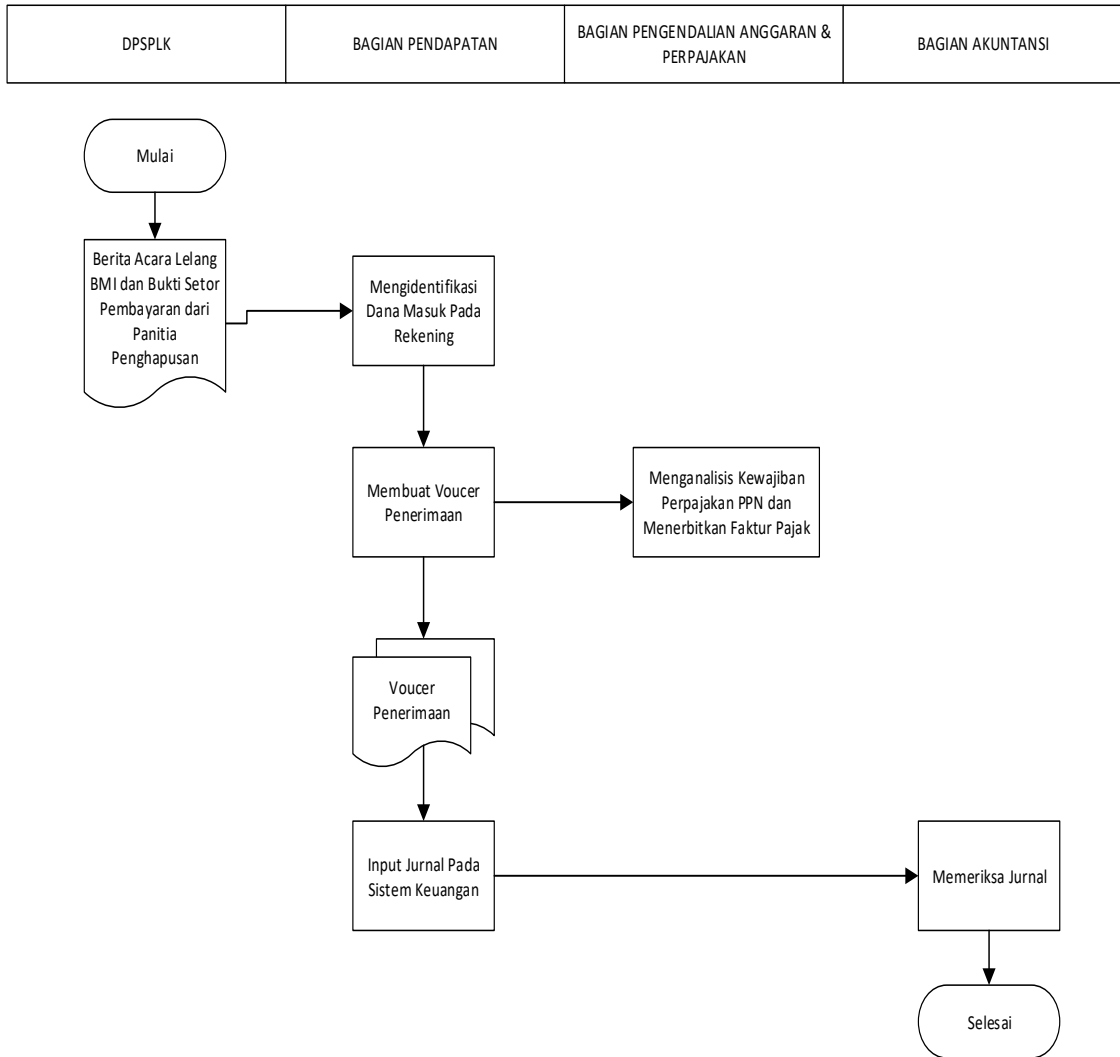 DPSPLK
BAGIAN PENDAPATAN
BAGIAN PENGENDALIAN ANGGARAN &
PERPAJAKAN
BAGIAN AKUNTANSI
Mulai
Berita Acara Lelang
BMI dan Bukti Setor
Pembayaran dari
Panitia
Penghapusan
Mengidentifikasi
Dana Masuk Pada
Rekening
Membuat Voucer
Penerimaan
Menganalisis Kewajiban
Perpajakan PPN dan
Menerbitkan Faktur Pajak
Voucer
Penerimaan
Input Jurnal Pada
Sistem Keuangan
Memeriksa Jurnal
Selesai